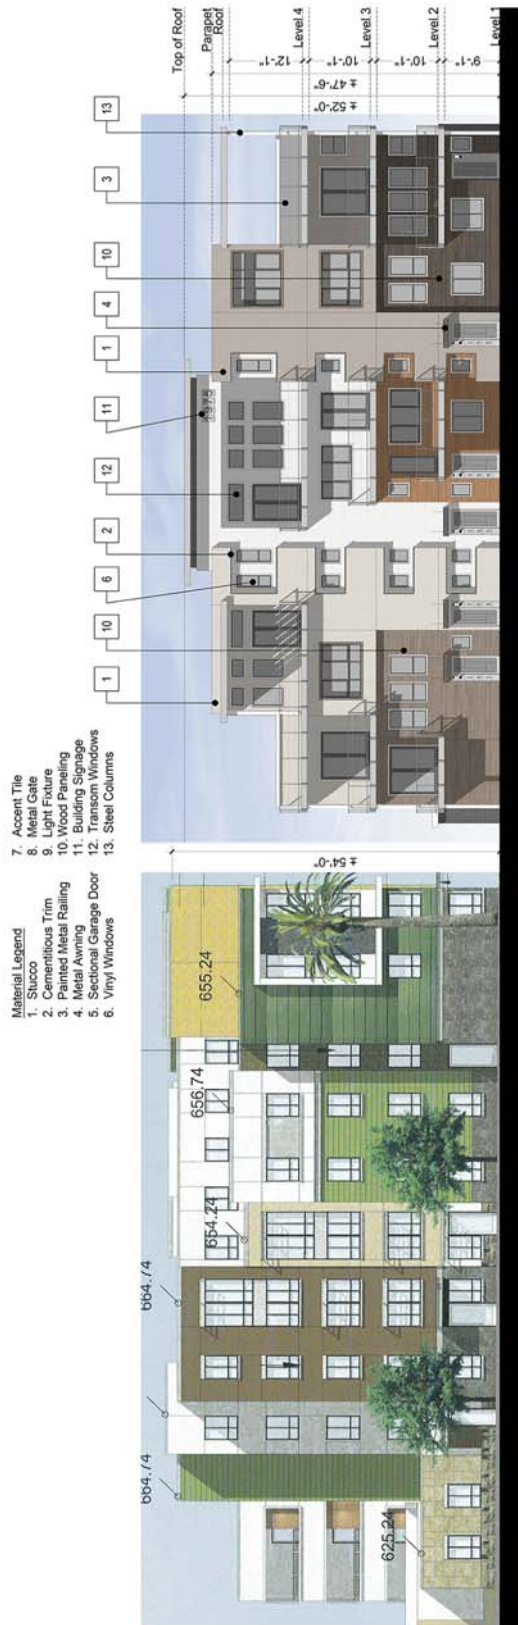 Material Legend
1. Stucco
2. Cementitious Trim
3. Painted Metal Railing
4. Metal Awning
5. Sectional Garage Door
6. Vinyl Windows
7. Accent Tile
8. Metal Gate
9. Light Fixture
10. Wood Paneling
11. Building Signage
12. Transom Windows
13. Steel Columns
1
10
6
2
12
11
1
4
10
3
13
Top of Roof
Parapet
Roof
12'-1"
Level 4
10'-1"
Level 3
10'-1"
Level 2
9'-1"
Level 1
± 47'-6"
± 52'-0"
1375
± 54'-0"
664.74
664.74
654.24
656.74
655.24
625.24